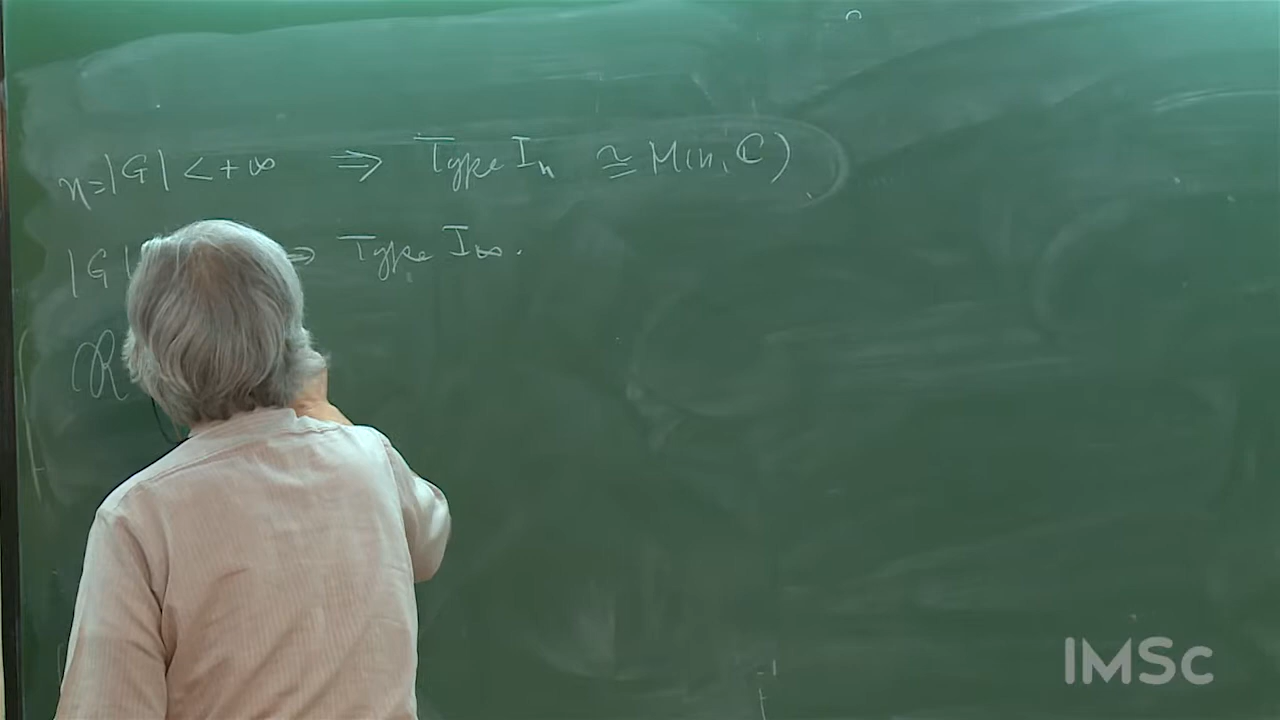 n=|G| < +∞ ⇒ Type Iₙ ≅ M(n, ℂ)
|G| ⇒ Type I∞.
R
IMSc